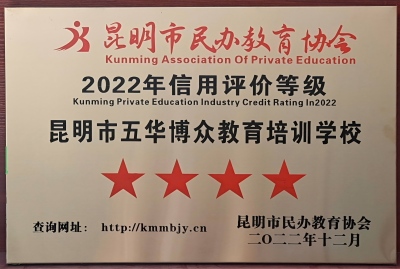 昆明市民办教育协会
Kunming Association Of Private Education
2022年信用评价等级
Kunming Private Education Industry Credit Rating In2022
昆明市五华博众教育培训学校
查询网址: http://kmmbjy.cn
昆明市民办教育协会
二〇二二年十二月